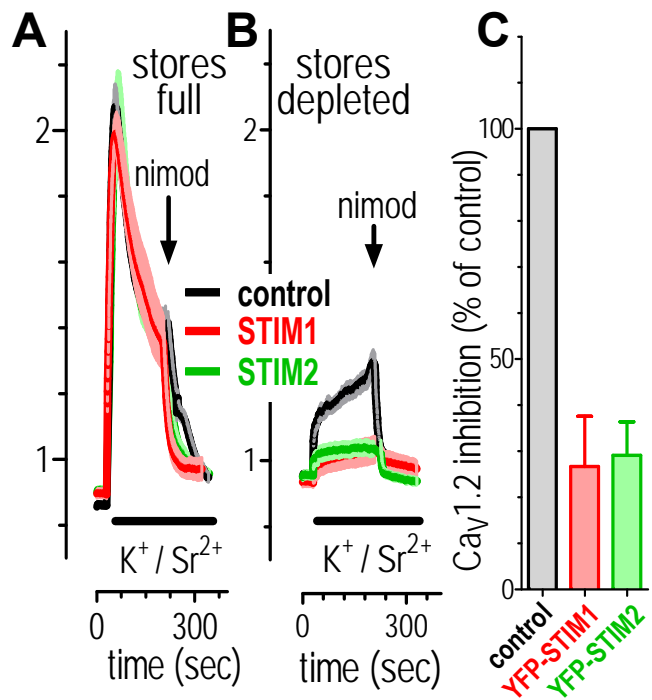 A
B
C
stores
full
stores
depleted
2
2
nimod
nimod
control
STIM1
STIM2
1
1
K⁺ / Sr²⁺
K⁺ / Sr²⁺
0
300
0
300
time (sec)
time (sec)
CaV1.2 inhibition (% of control)
100
50
0
control
YFP-STIM1
YFP-STIM2